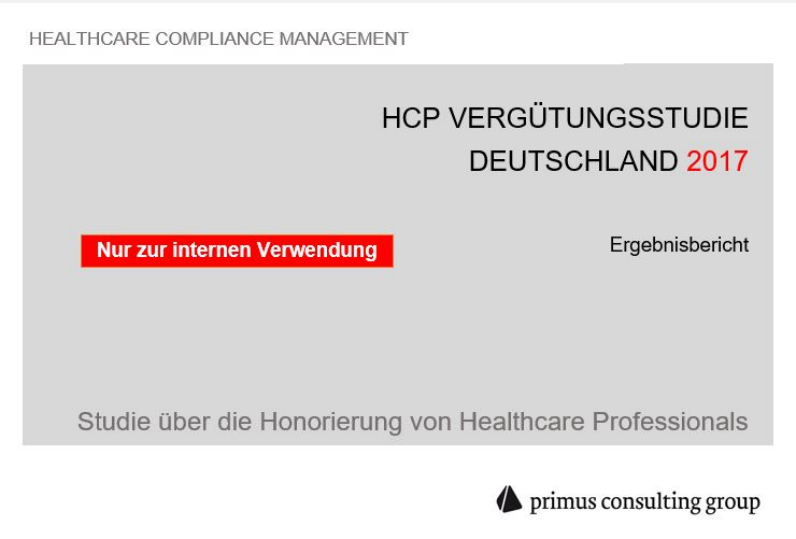 HEALTHCARE COMPLIANCE MANAGEMENT
HCP VERGÜTUNGSSTUDIE
DEUTSCHLAND 2017
Nur zur internen Verwendung
Ergebnisbericht
Studie über die Honorierung von Healthcare Professionals
primus consulting group